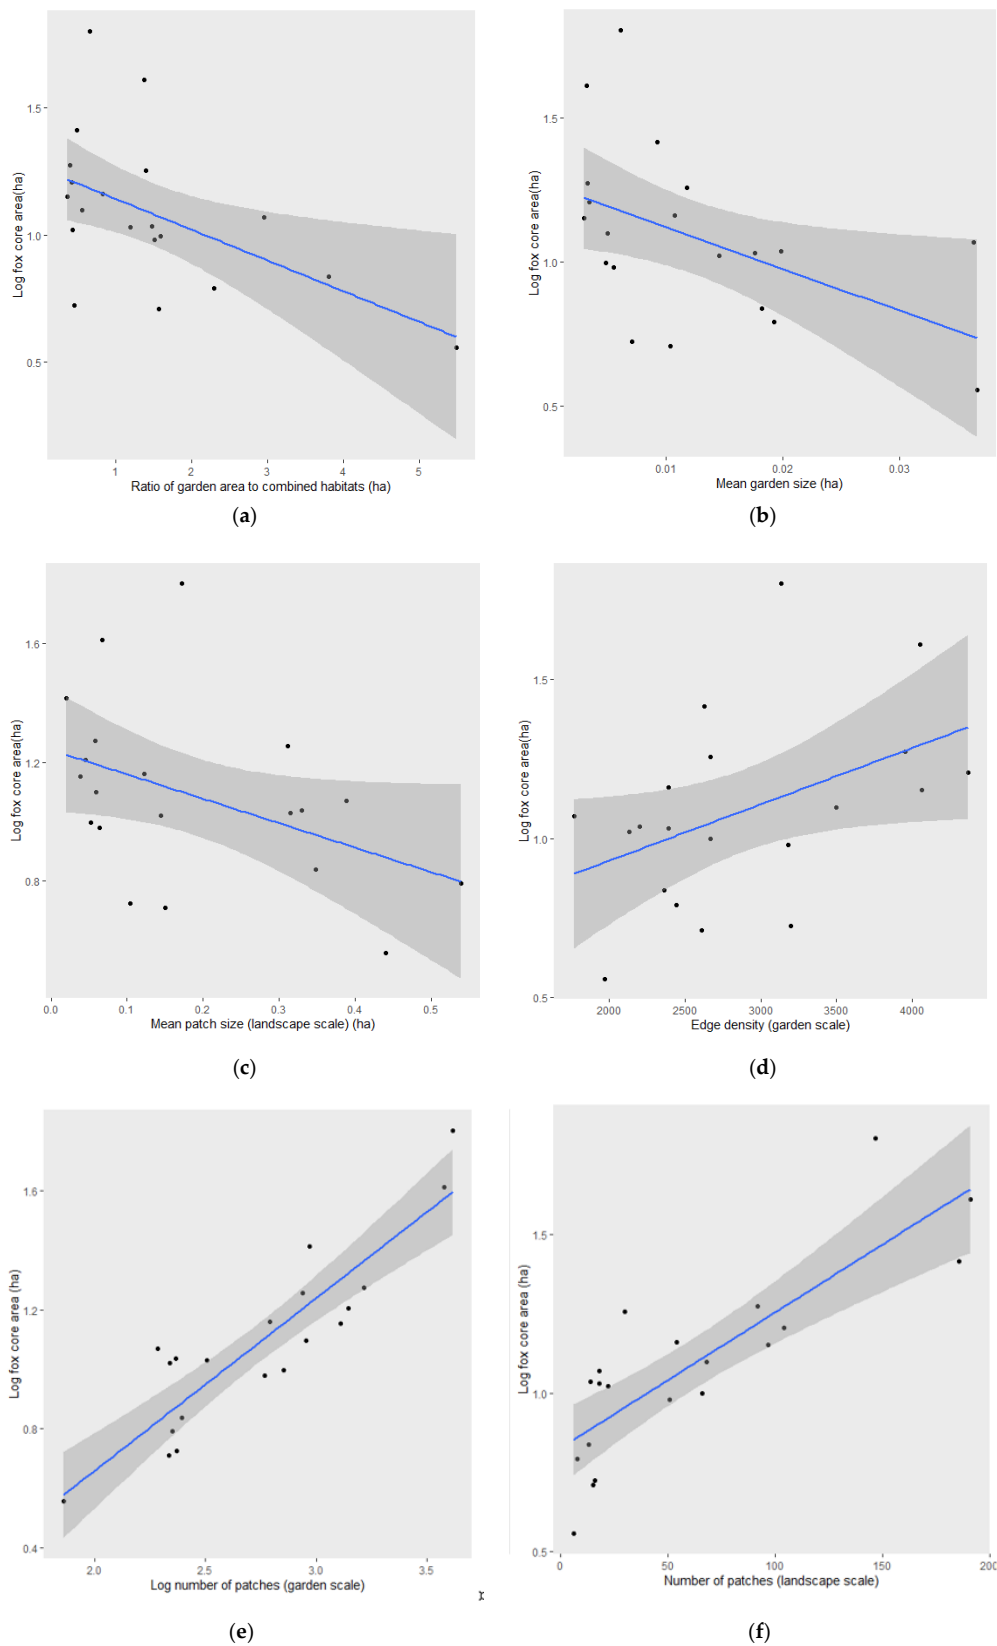 Log fox core area(ha)
1.5
1.0
0.5
1 2 3 4 5
Ratio of garden area to combined habitats (ha)
(a)
Log fox core area(ha)
1.5
1.0
0.5
0.01 0.02 0.03
Mean garden size (ha)
(b)
Log fox core area(ha)
1.6
1.2
0.8
0.0 0.1 0.2 0.3 0.4 0.5
Mean patch size (landscape scale) (ha)
(c)
Log fox core area(ha)
1.5
1.0
0.5
2000 2500 3000 3500 4000
Edge density (garden scale)
(d)
Log fox core area (ha)
1.6
1.2
0.8
0.4
2.0 2.5 3.0 3.5
Log number of patches (garden scale)
(e)
Log fox core area (ha)
1.5
1.0
0.5
0 50 100 150 200
Number of patches (landscape scale)
(f)